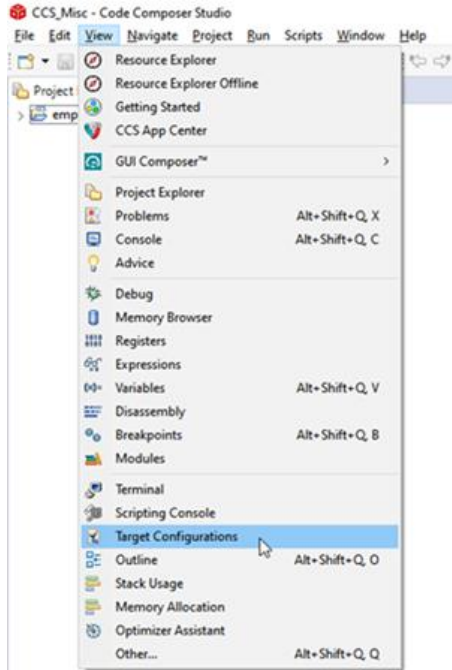 CCS_Misc - Code Composer Studio
File Edit View Navigate Project Run Scripts Window Help
Project
emp
Resource Explorer
Resource Explorer Offline
Getting Started
CCS App Center
GUI Composer™
Project Explorer
Problems Alt+Shift+Q, X
Console Alt+Shift+Q, C
Advice
Debug
Memory Browser
Registers
Expressions
Variables Alt+Shift+Q, V
Disassembly
Breakpoints Alt+Shift+Q, B
Modules
Terminal
Scripting Console
Target Configurations
Outline Alt+Shift+Q, O
Stack Usage
Memory Allocation
Optimizer Assistant
Other... Alt+Shift+Q, Q